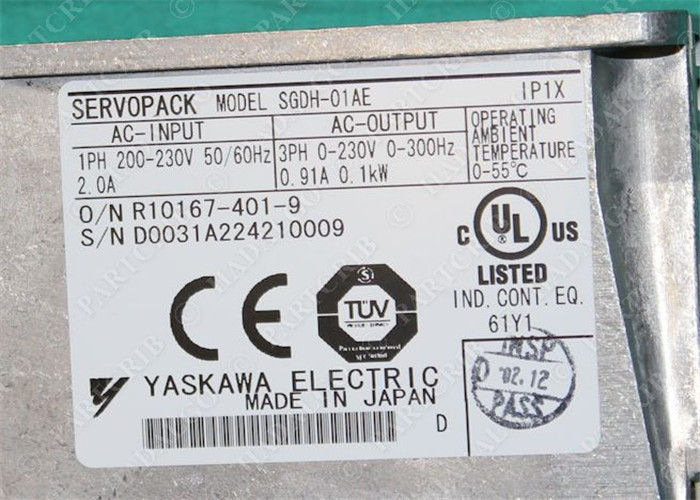 SERVOPACK MODEL SGDH-01AE IP1X
AC-INPUT
1PH 200-230V 50/60Hz
2.0A
AC-OUTPUT
3PH 0-230V 0-300Hz
0.91A 0.1kW
OPERATING
AMBIENT
TEMPERATURE
0-55°C
O/N R10167-401-9
S/N D0031A224210009
C UL US
®
LISTED
IND. CONT. EQ.
61Y1
CE
S
TÜV
YASKAWA ELECTRIC
MADE IN JAPAN
D
INSP
D '02.12
PASS
PARTCRIB